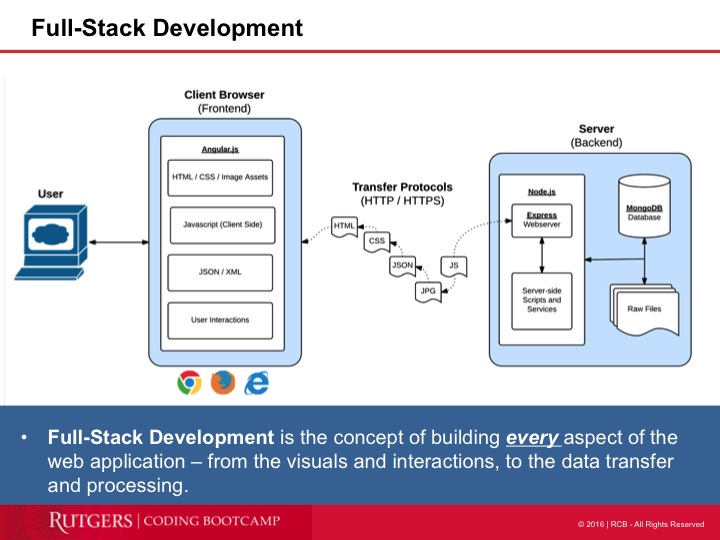 Full-Stack Development
Client Browser
(Frontend)
Angular.js
HTML / CSS / Image Assets
Javascript (Client Side)
JSON / XML
User Interactions
User
Transfer Protocols
(HTTP / HTTPS)
HTML
CSS
JSON
JPG
JS
Server
(Backend)
Node.js
Express
Webserver
Server-side
Scripts and
Services
MongoDB
Database
Raw Files
• Full-Stack Development is the concept of building every aspect of the
web application – from the visuals and interactions, to the data transfer
and processing.
RUTGERS | CODING BOOTCAMP
© 2016 | RCB - All Rights Reserved